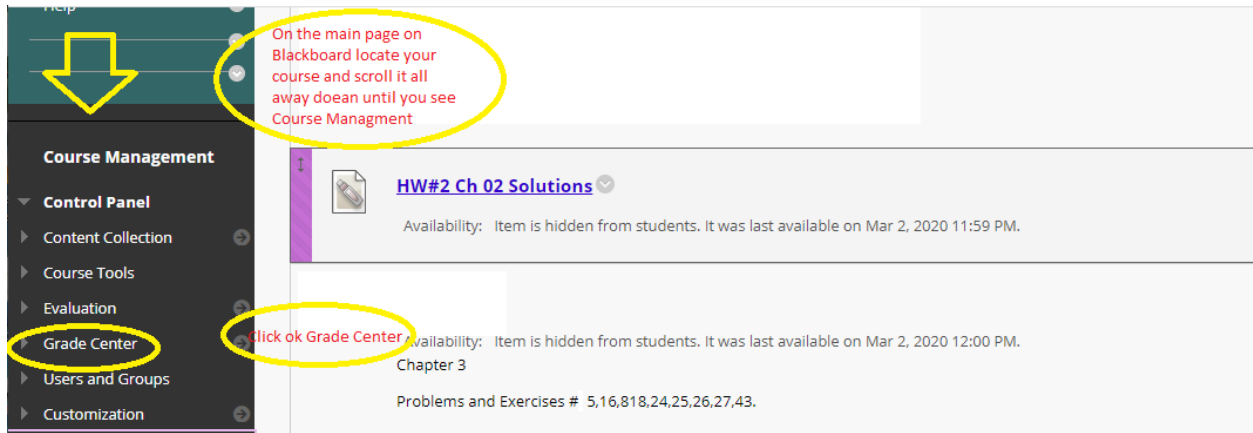 Help
On the main page on
Blackboard locate your
course and scroll it all
away doean until you see
Course Managment
Course Management
Control Panel
Content Collection
Course Tools
Evaluation
Grade Center
Users and Groups
Customization
HW#2 Ch 02 Solutions
Availability: Item is hidden from students. It was last available on Mar 2, 2020 11:59 PM.
Click ok Grade Center
Availability: Item is hidden from students. It was last available on Mar 2, 2020 12:00 PM.
Chapter 3
Problems and Exercises # 5,16,818,24,25,26,27,43.